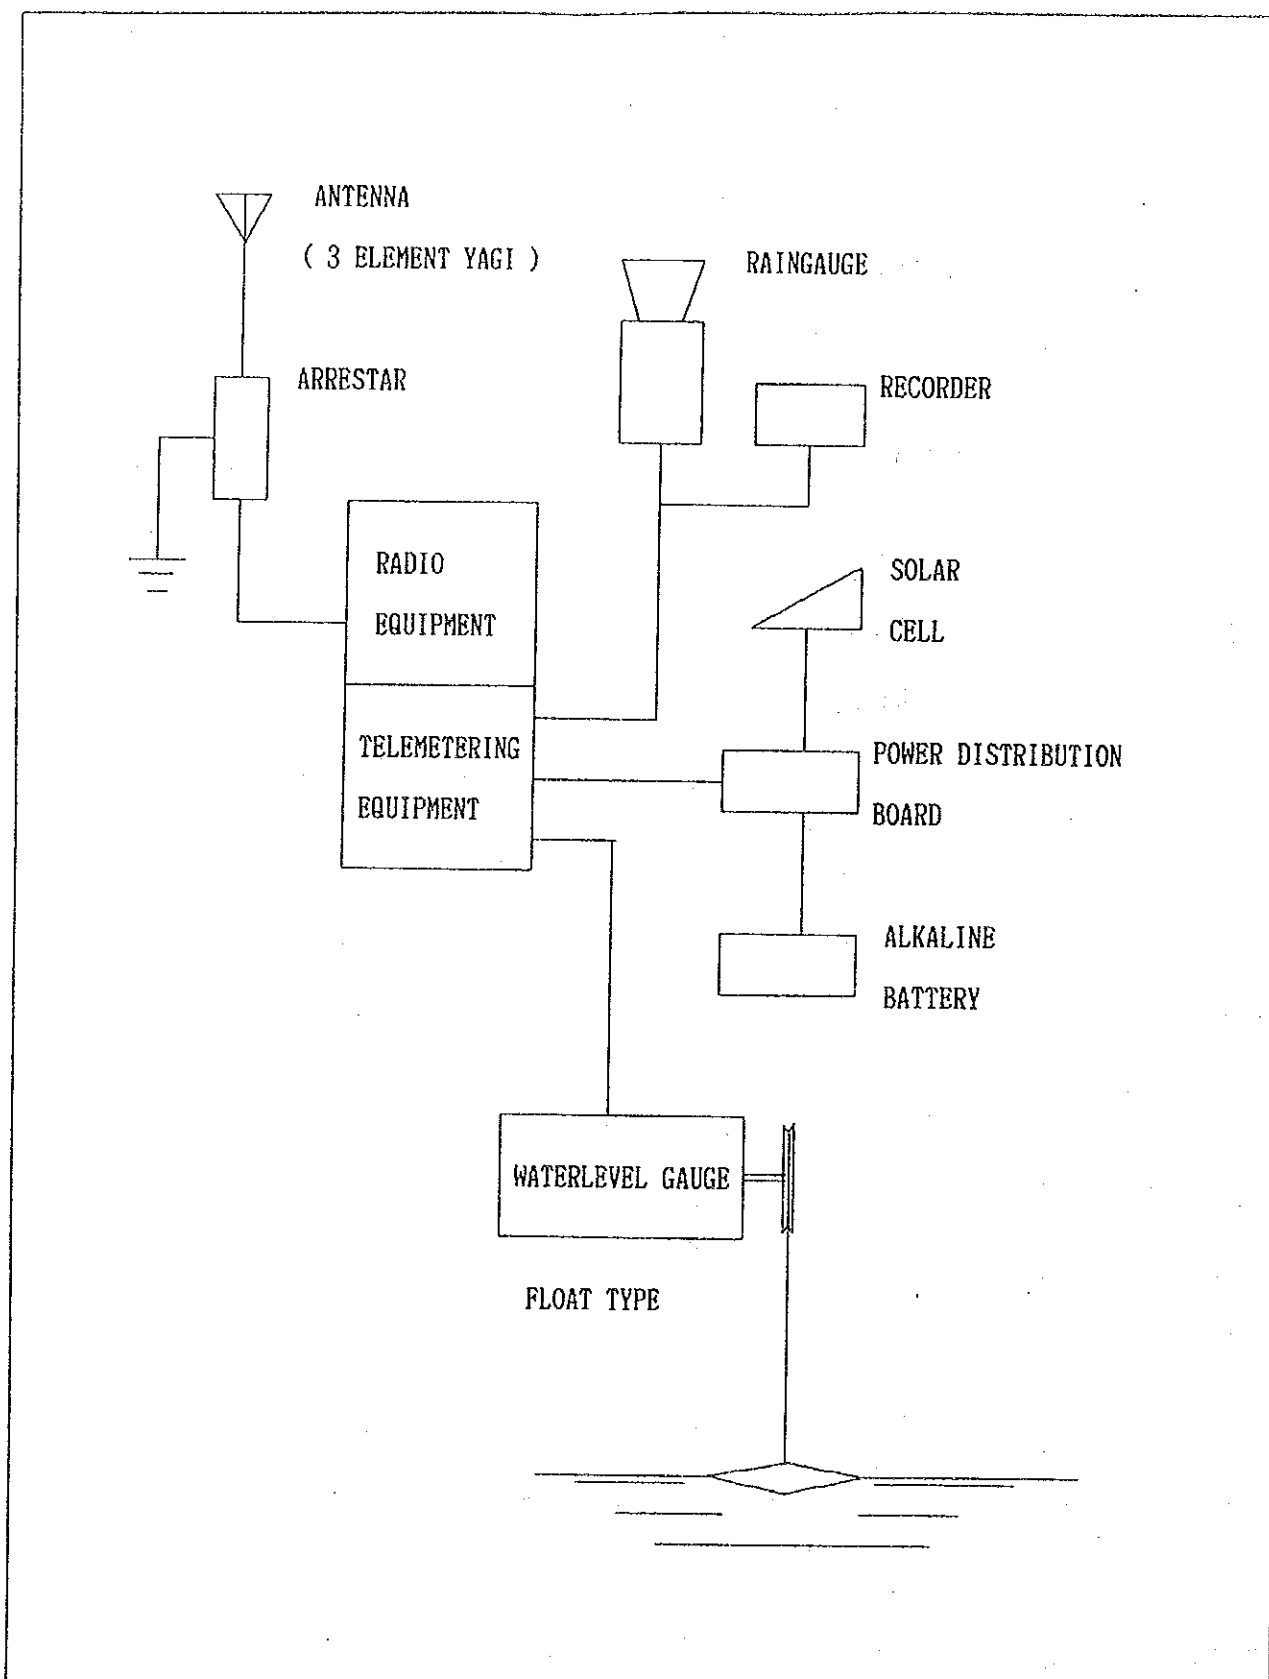 ANTENNA
( 3 ELEMENT YAGI )
RAINGAUGE
ARRESTAR
RECORDER
RADIO
EQUIPMENT
SOLAR
CELL
TELEMETERING
EQUIPMENT
POWER DISTRIBUTION
BOARD
ALKALINE
BATTERY
WATERLEVEL GAUGE
FLOAT TYPE